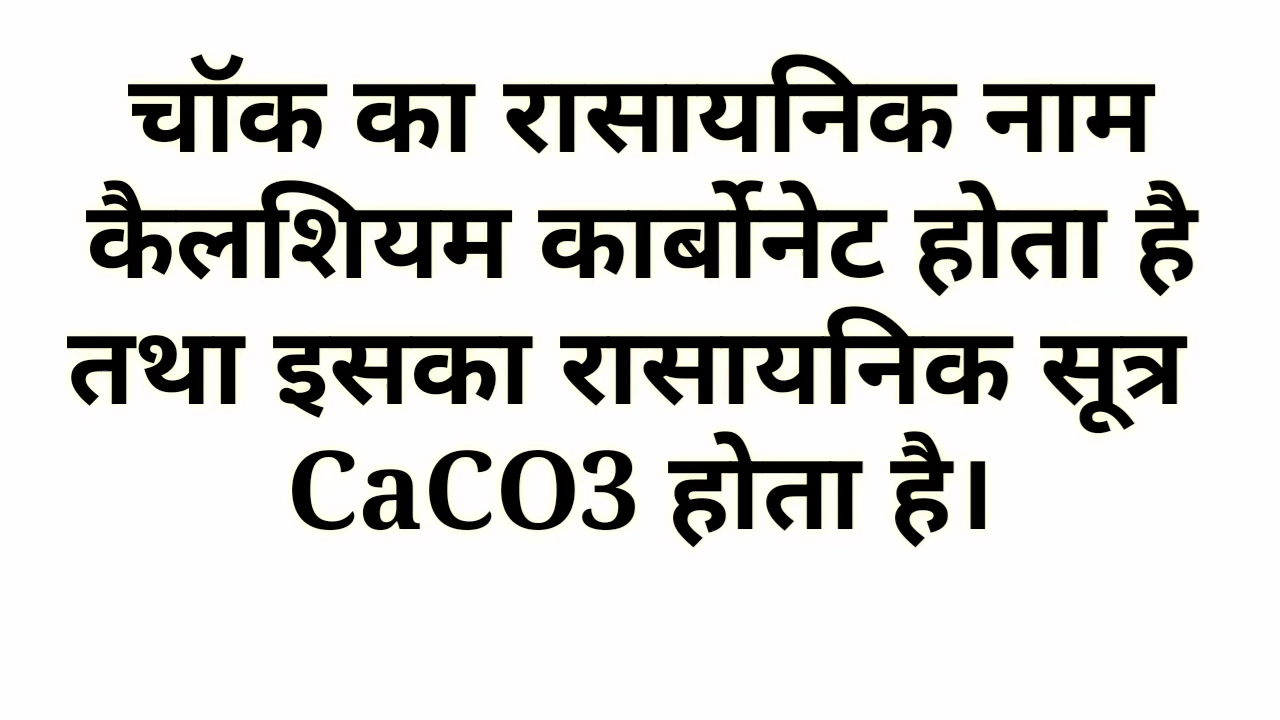 चॉक का रासायनिक नाम
कैलशियम कार्बोनेट होता है
तथा इसका रासायनिक सूत्र
CaCO3 होता है।